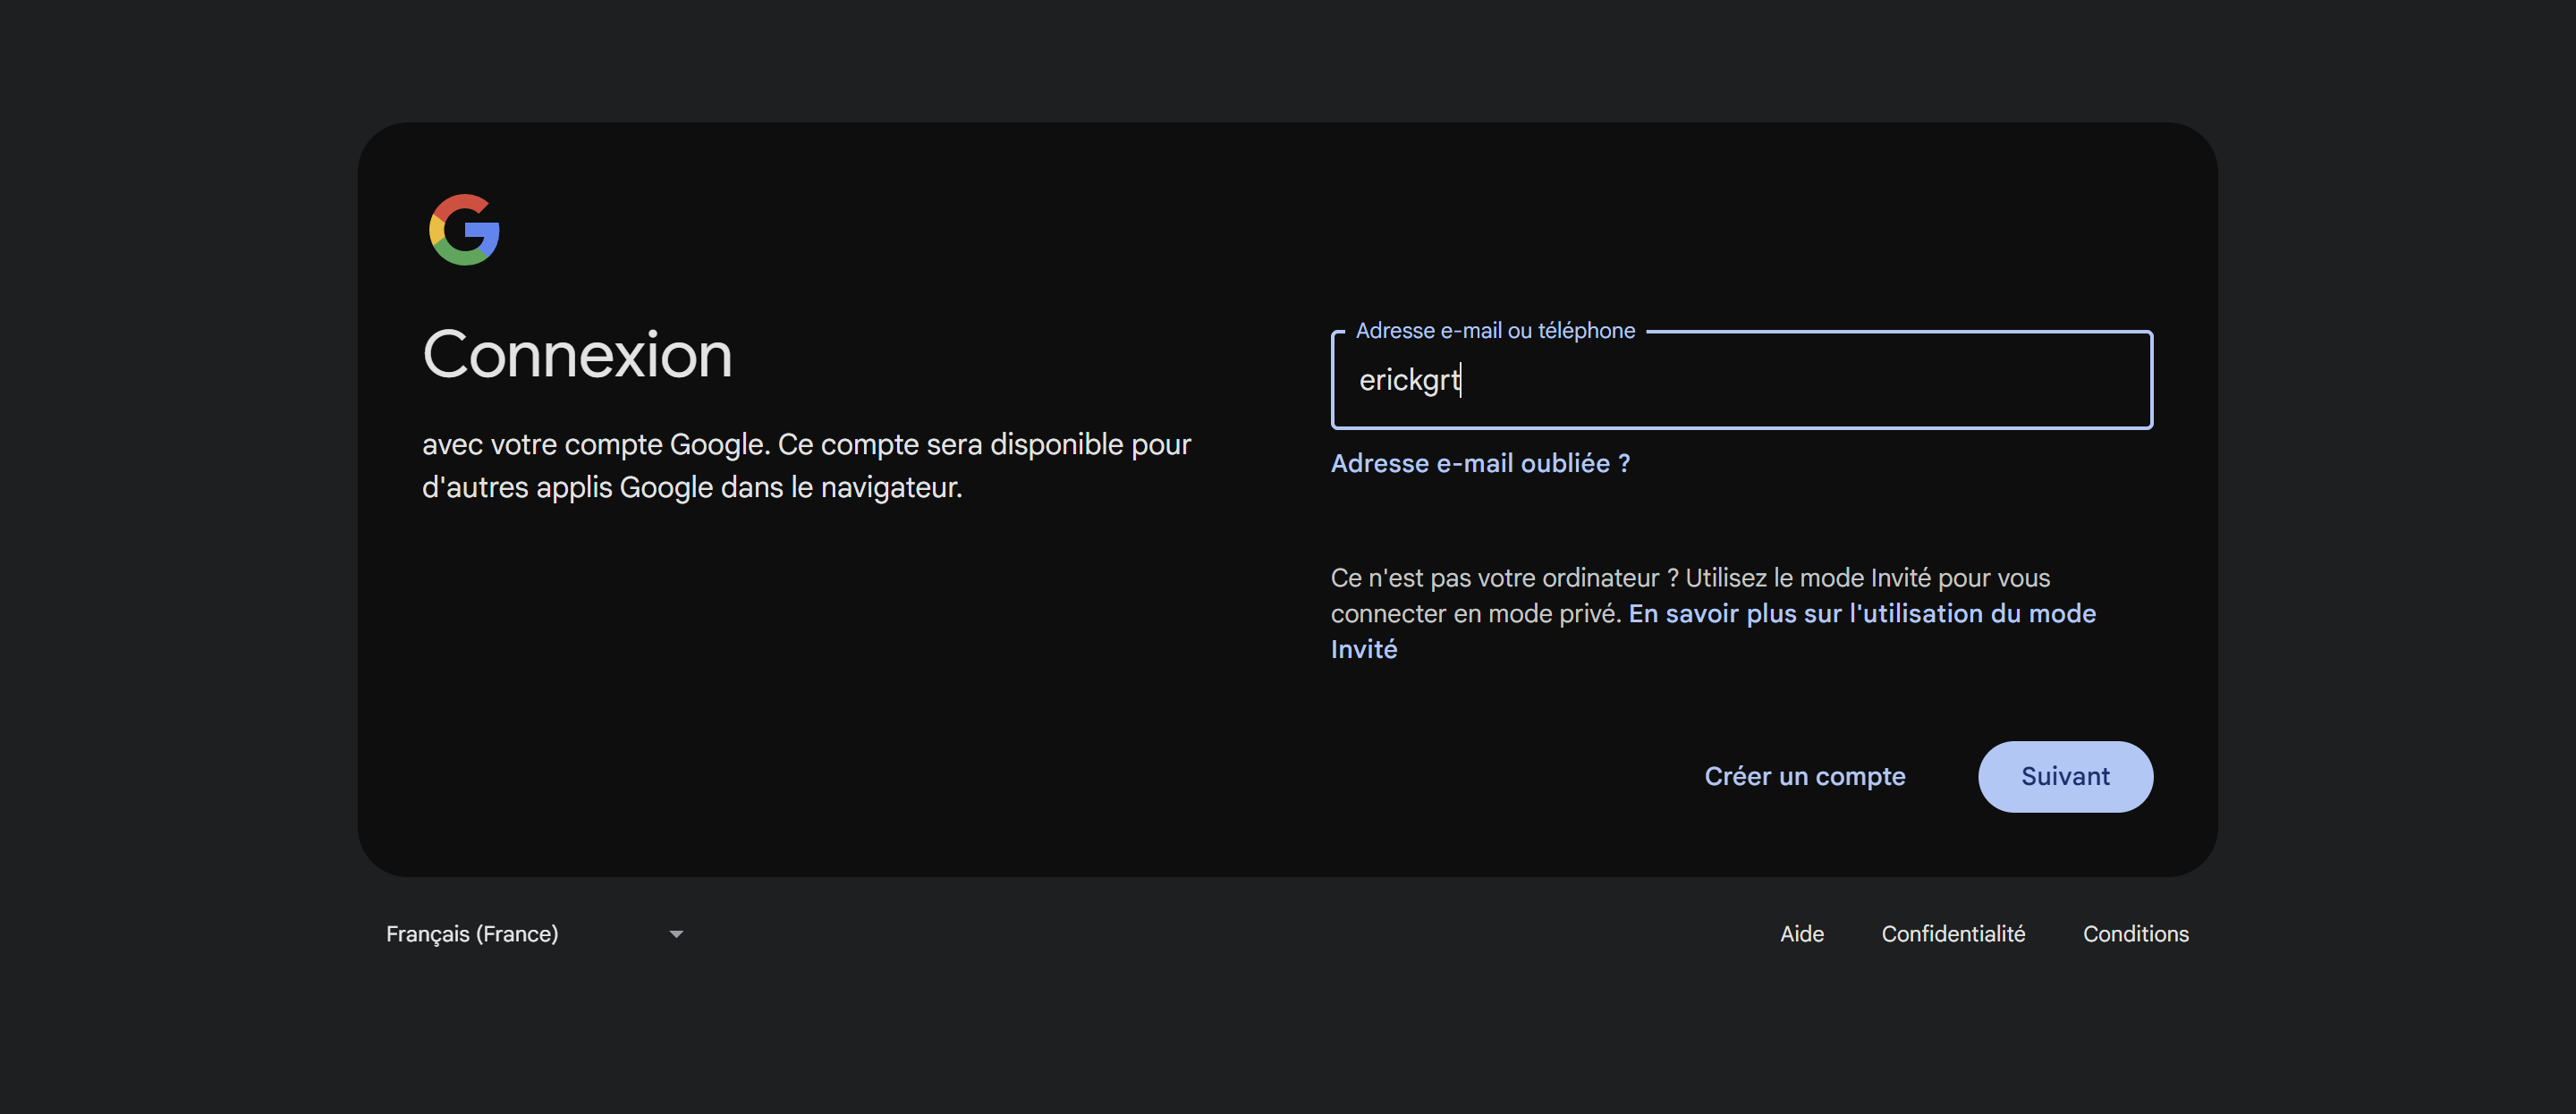 Connexion
avec votre compte Google. Ce compte sera disponible pour
d'autres applis Google dans le navigateur.
Adresse e-mail ou téléphone
erickgrt
Adresse e-mail oubliée ?
Ce n'est pas votre ordinateur ? Utilisez le mode Invité pour vous
connecter en mode privé. En savoir plus sur l'utilisation du mode
Invité
Créer un compte
Suivant
Français (France)
Aide
Confidentialité
Conditions